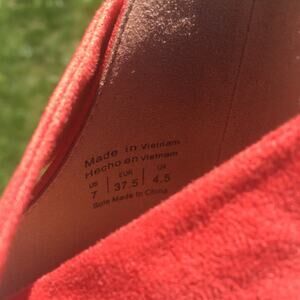 Made in Vietnam
Hecho en Vietnam
US | EUR | UK
7 | 37.5 | 4.5
Sole Made In China